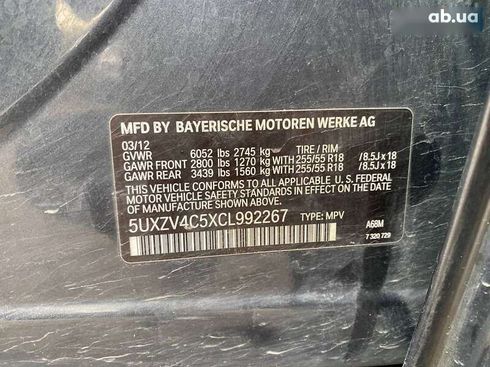 ab.ua
MFD BY BAYERISCHE MOTOREN WERKE AG
03/12
GVWR 6052 lbs 2745 kg TIRE / RIM
GAWR FRONT 2800 lbs 1270 kg WITH 255/55 R18 /8.5J x 18
GAWR REAR 3439 lbs 1560 kg WITH 255/55 R18 /8.5J x 18
THIS VEHICLE CONFORMS TO ALL APPLICABLE U.S. FEDERAL
MOTOR VEHICLE SAFETY STANDARDS IN EFFECT ON THE DATE
OF MANUFACTURE SHOWN ABOVE.
5UXZV4C5XCL992267 TYPE: MPV
A68M
7 320 729